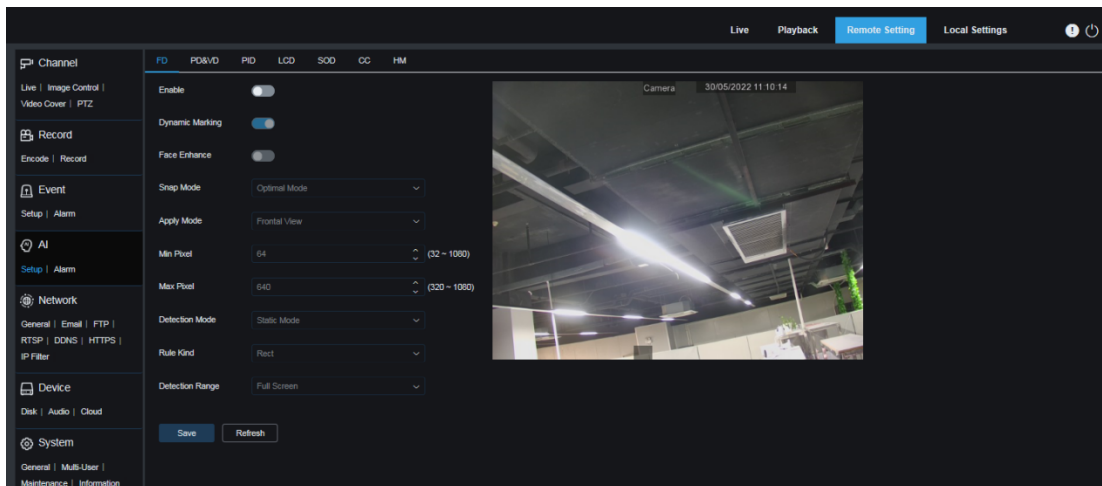 Live Playback Remote Setting Local Settings
Channel
Live | Image Control |
Video Cover | PTZ
Record
Encode | Record
Event
Setup | Alarm
AI
Setup | Alarm
Network
General | Email | FTP |
RTSP | DDNS | HTTPS |
IP Filter
Device
Disk | Audio | Cloud
System
General | Multi-User |
Maintenance | Information
FD PD&VD PID LCD SOD CC HM
Enable
Dynamic Marking
Face Enhance
Snap Mode Optimal Mode
Apply Mode Frontal View
Min Pixel 64 (32 ~ 1080)
Max Pixel 640 (320 ~ 1080)
Detection Mode Static Mode
Rule Kind Rect
Detection Range Full Screen
Save Refresh
Camera 30/05/2022 11:10:14